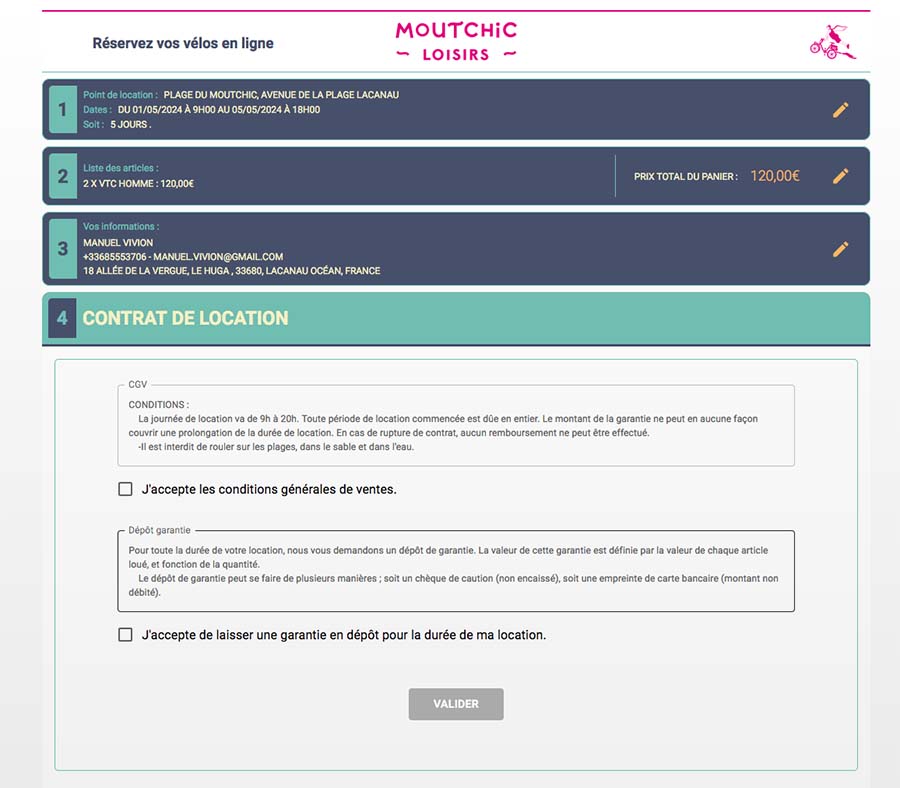 Réservez vos vélos en ligne
MOUTCHiC
~ LOISIRS ~
1
Point de location : PLAGE DU MOUTCHIC, AVENUE DE LA PLAGE LACANAU
Dates : DU 01/05/2024 À 9H00 AU 05/05/2024 À 18H00
Soit : 5 JOURS .
2
Liste des articles :
2 X VTC HOMME : 120,00€
PRIX TOTAL DU PANIER : 120,00€
3
Vos informations :
MANUEL VIVION
+33685553706 - MANUEL.VIVION@GMAIL.COM
18 ALLÉE DE LA VERGUE, LE HUGA , 33680, LACANAU OCÉAN, FRANCE
4 CONTRAT DE LOCATION
CGV
CONDITIONS :
La journée de location va de 9h à 20h. Toute période de location commencée est dûe en entier. Le montant de la garantie ne peut en aucune façon
couvrir une prolongation de la durée de location. En cas de rupture de contrat, aucun remboursement ne peut être effectué.
-Il est interdit de rouler sur les plages, dans le sable et dans l'eau.
J'accepte les conditions générales de ventes.
Dépôt garantie
Pour toute la durée de votre location, nous vous demandons un dépôt de garantie. La valeur de cette garantie est définie par la valeur de chaque article
loué, et fonction de la quantité.
Le dépôt de garantie peut se faire de plusieurs manières ; soit un chèque de caution (non encaissé), soit une empreinte de carte bancaire (montant non
débité).
J'accepte de laisser une garantie en dépôt pour la durée de ma location.
VALIDER